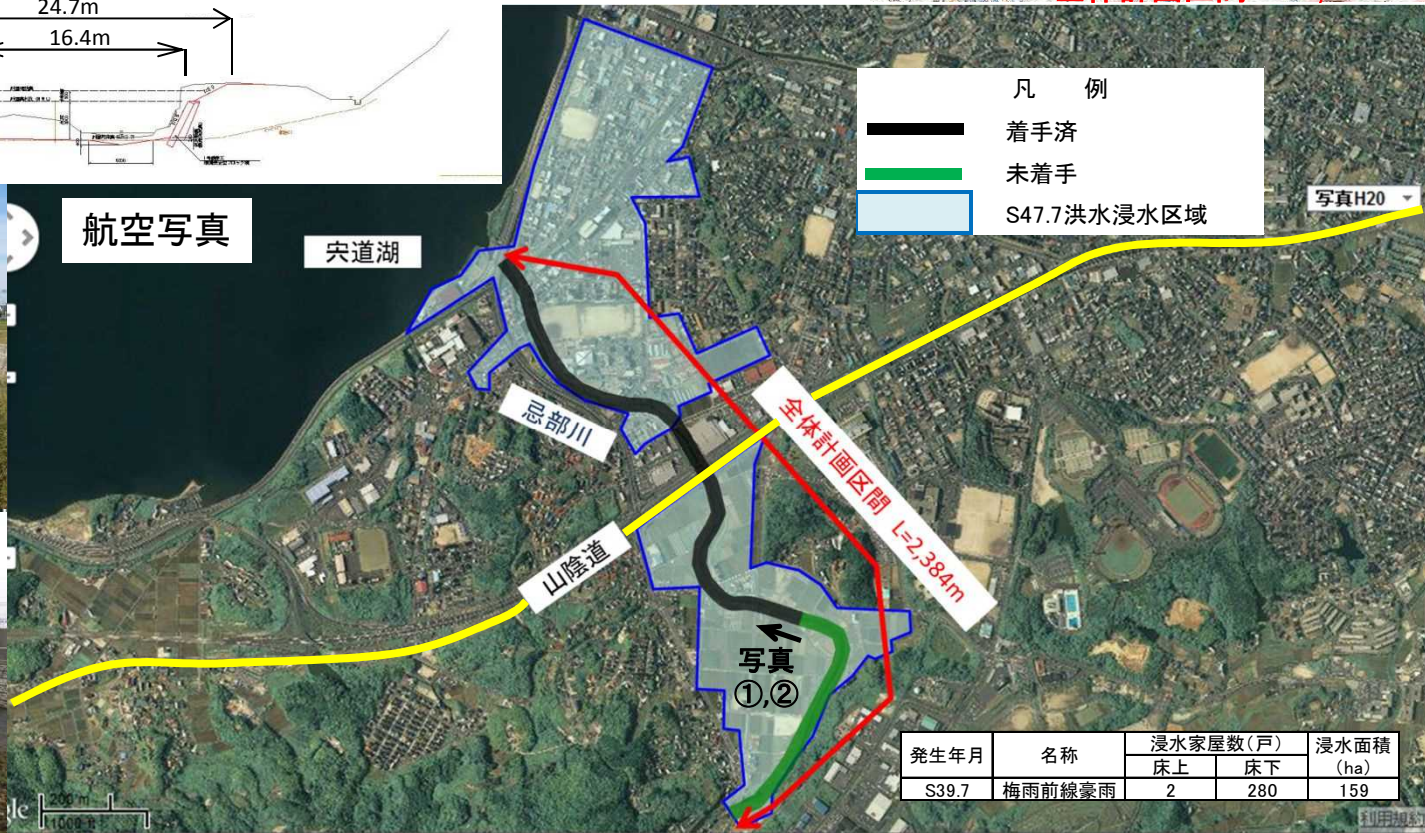 24.7m
16.4m
航空写真
宍道湖
凡 例
着手済
未着手
S47.7洪水浸水区域
写真H20
忌部川
山陰道
全体計画区間 L=2,384m
写真
①,②
発生年月 名称 浸水家屋数(戸) 浸水面積(ha)
床上 床下
S39.7 梅雨前線豪雨 2 280 159
200 m
1000 ft